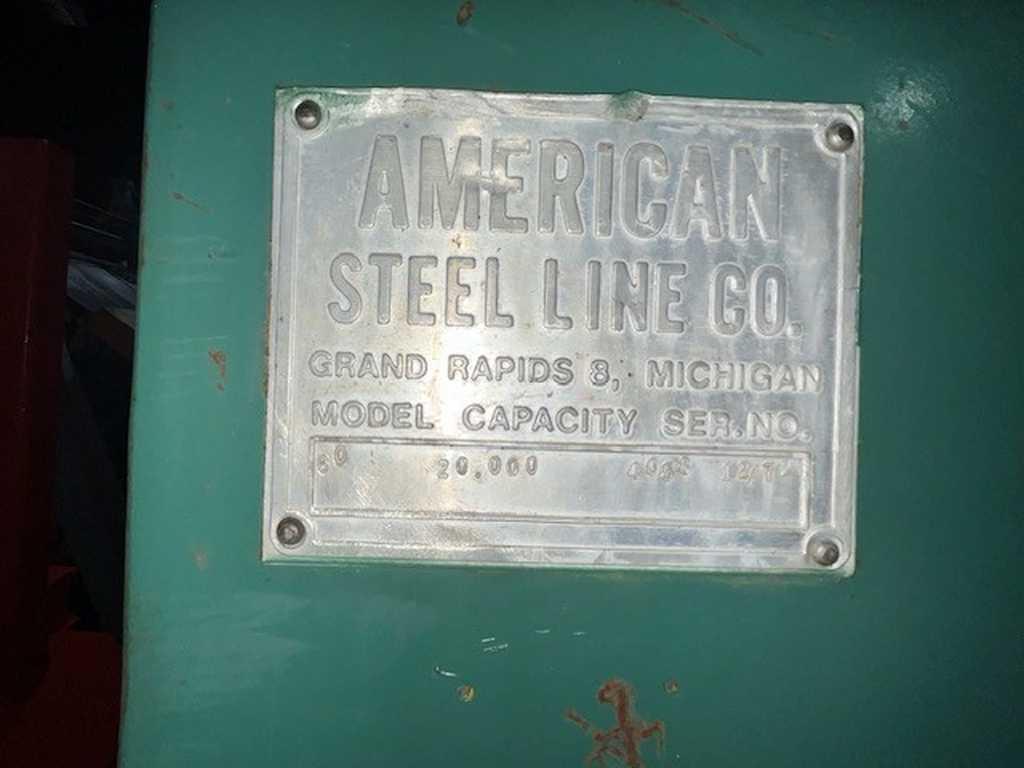 AMERICAN
STEEL LINE CO.
GRAND RAPIDS 8, MICHIGAN
MODEL CAPACITY SER. NO.
20,000